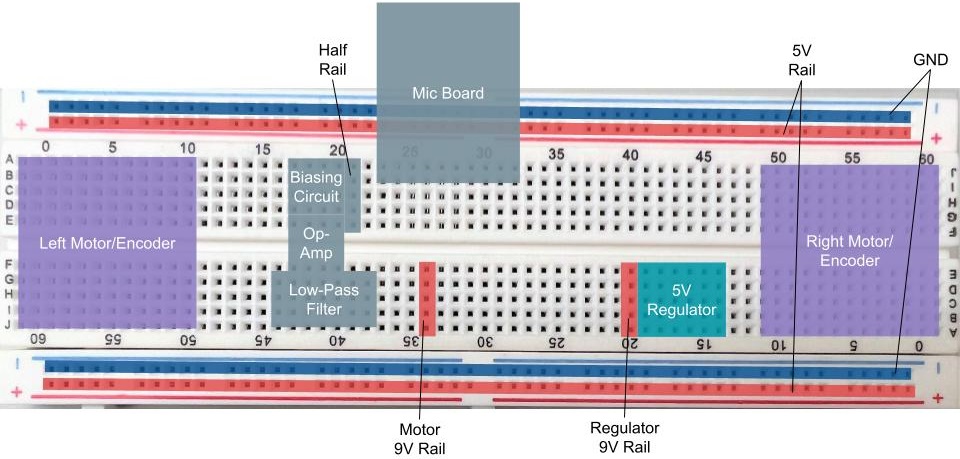 Half
Rail
5V
Rail
GND
Mic Board
+
+
0 5 10 15 20 25 30 35 40 45 50 55 60
A
B
C
D
E
F
G
H
I
J
Biasing
Circuit
Op-
Amp
Low-Pass
Filter
Left Motor/Encoder
5V
Regulator
Right Motor/
Encoder
J
I
H
G
F
E
D
C
B
A
60 55 50 45 40 35 20 15 10 5 0
+
+
Motor
9V Rail
Regulator
9V Rail